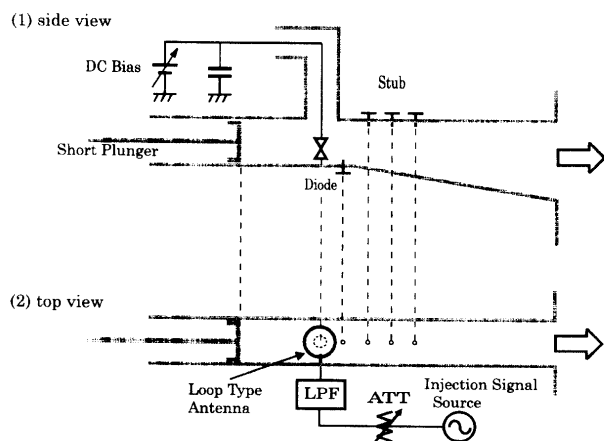 (1) side view
DC Bias
Stub
Short Plunger
Diode
(2) top view
Loop Type
Antenna
LPF
ATT
Injection Signal
Source